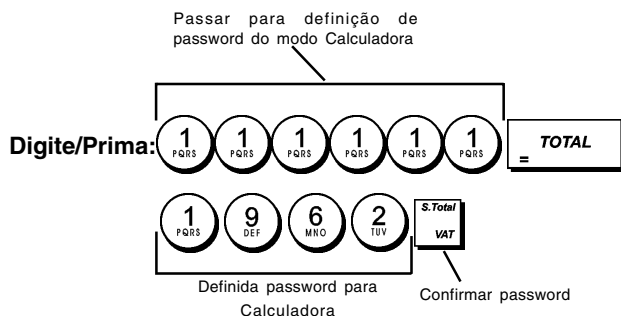 Passar para definição de
password do modo Calculadora
Digite/Prima: 1 1 1 1 1 1 TOTAL
PQRS PQRS PQRS PQRS PQRS PQRS =
1 9 6 2 S.Total
PQRS DEF MNO TUV VAT
Definida password para
Calculadora
Confirmar password